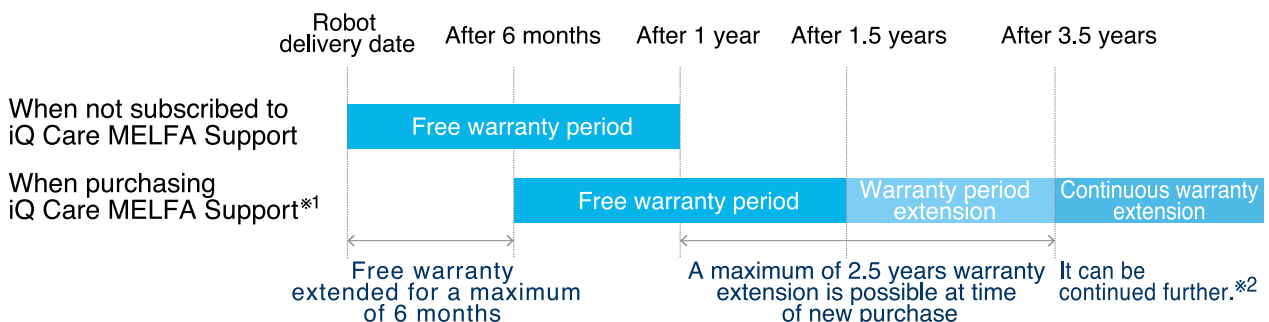 Robot
delivery date
After 6 months
After 1 year
After 1.5 years
After 3.5 years
When not subscribed to
iQ Care MELFA Support
Free warranty period
When purchasing
iQ Care MELFA Support※1
Free warranty period
Warranty period
extension
Continuous warranty
extension
Free warranty
extended for a maximum
of 6 months
A maximum of 2.5 years warranty
extension is possible at time
of new purchase
It can be
continued further.※2